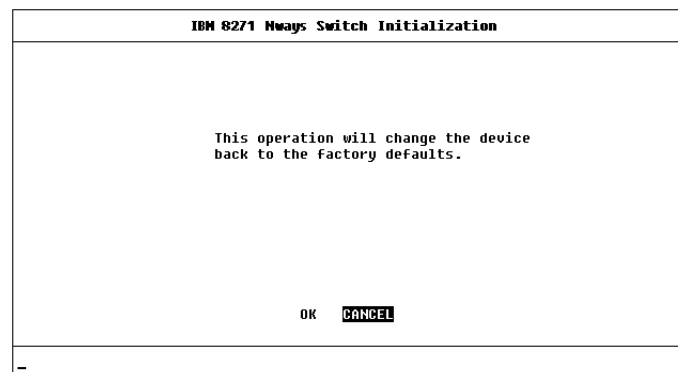 IBM 8271 Nways Switch Initialization
This operation will change the device
back to the factory defaults.
OK CANCEL